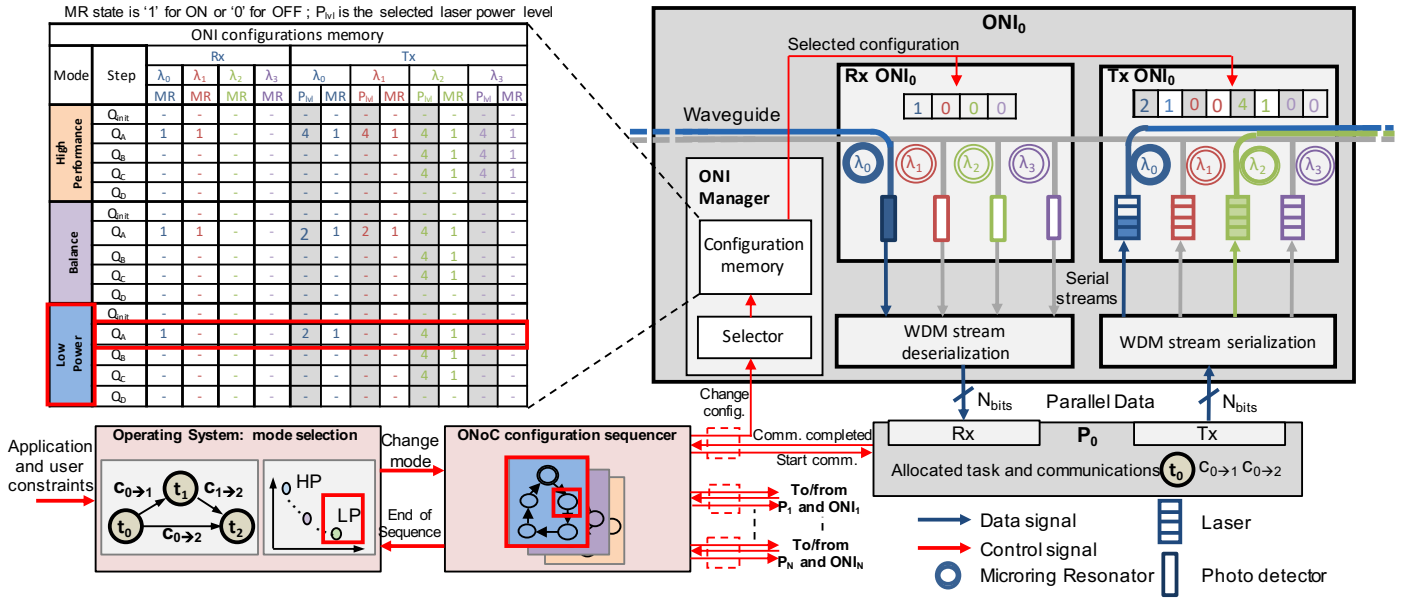 MR state is '1' for ON or '0' for OFF ; Plvl is the selected laser power level
ONI configurations memory
Mode Step Rx Tx
λ0 λ1 λ2 λ3 λ0 λ1 λ2 λ3
MR MR MR MR Plvl MR Plvl MR Plvl MR Plvl MR
High Performance
Qinit - - - - - - - - - - - -
QA 1 1 - - 4 1 4 1 4 1 4 1
QB - - - - - - - - 4 1 4 1
QC - - - - - - - - 4 1 4 1
QD - - - - - - - - - - - -
Balance
Qinit - - - - - - - - - - - -
QA 1 1 - - 2 1 2 1 4 1 - -
QB - - - - - - - - 4 1 - -
QC - - - - - - - - 4 1 - -
QD - - - - - - - - - - - -
Low Power
Qinit - - - - - - - - - - - -
QA 1 - - - 2 1 - - 4 1 - -
QB - - - - - - - - 4 1 - -
QC - - - - - - - - 4 1 - -
QD - - - - - - - - - - - -
ONI0
Selected configuration
Rx ONI0
1 0 0 0
Tx ONI0
2 1 0 0 4 1 0 0
Waveguide
λ0 λ1 λ2 λ3
λ0 λ1 λ2 λ3
ONI
Manager
Configuration
memory
Selector
Serial
streams
WDM stream
deserialization
WDM stream serialization
Change
config.
Nbits
Parallel Data
Nbits
Rx
P0
Tx
Allocated task and communications
t0 C0→1 C0→2
Application
and user
constraints
Operating System: mode selection
C0→1
t1
C1→2
t0
C0→2
t2
HP
LP
Change
mode
End of
Sequence
ONoC configuration sequencer
Comm. completed
Start comm.
To/from
P1 and ONI1
To/from
PN and ONIN
Data signal
Control signal
Microring Resonator
Laser
Photo detector